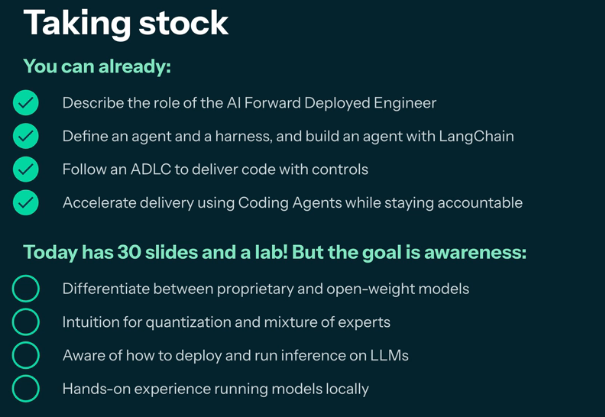 Taking stock
You can already:
Describe the role of the AI Forward Deployed Engineer
Define an agent and a harness, and build an agent with LangChain
Follow an ADLC to deliver code with controls
Accelerate delivery using Coding Agents while staying accountable
Today has 30 slides and a lab! But the goal is awareness:
Differentiate between proprietary and open-weight models
Intuition for quantization and mixture of experts
Aware of how to deploy and run inference on LLMs
Hands-on experience running models locally